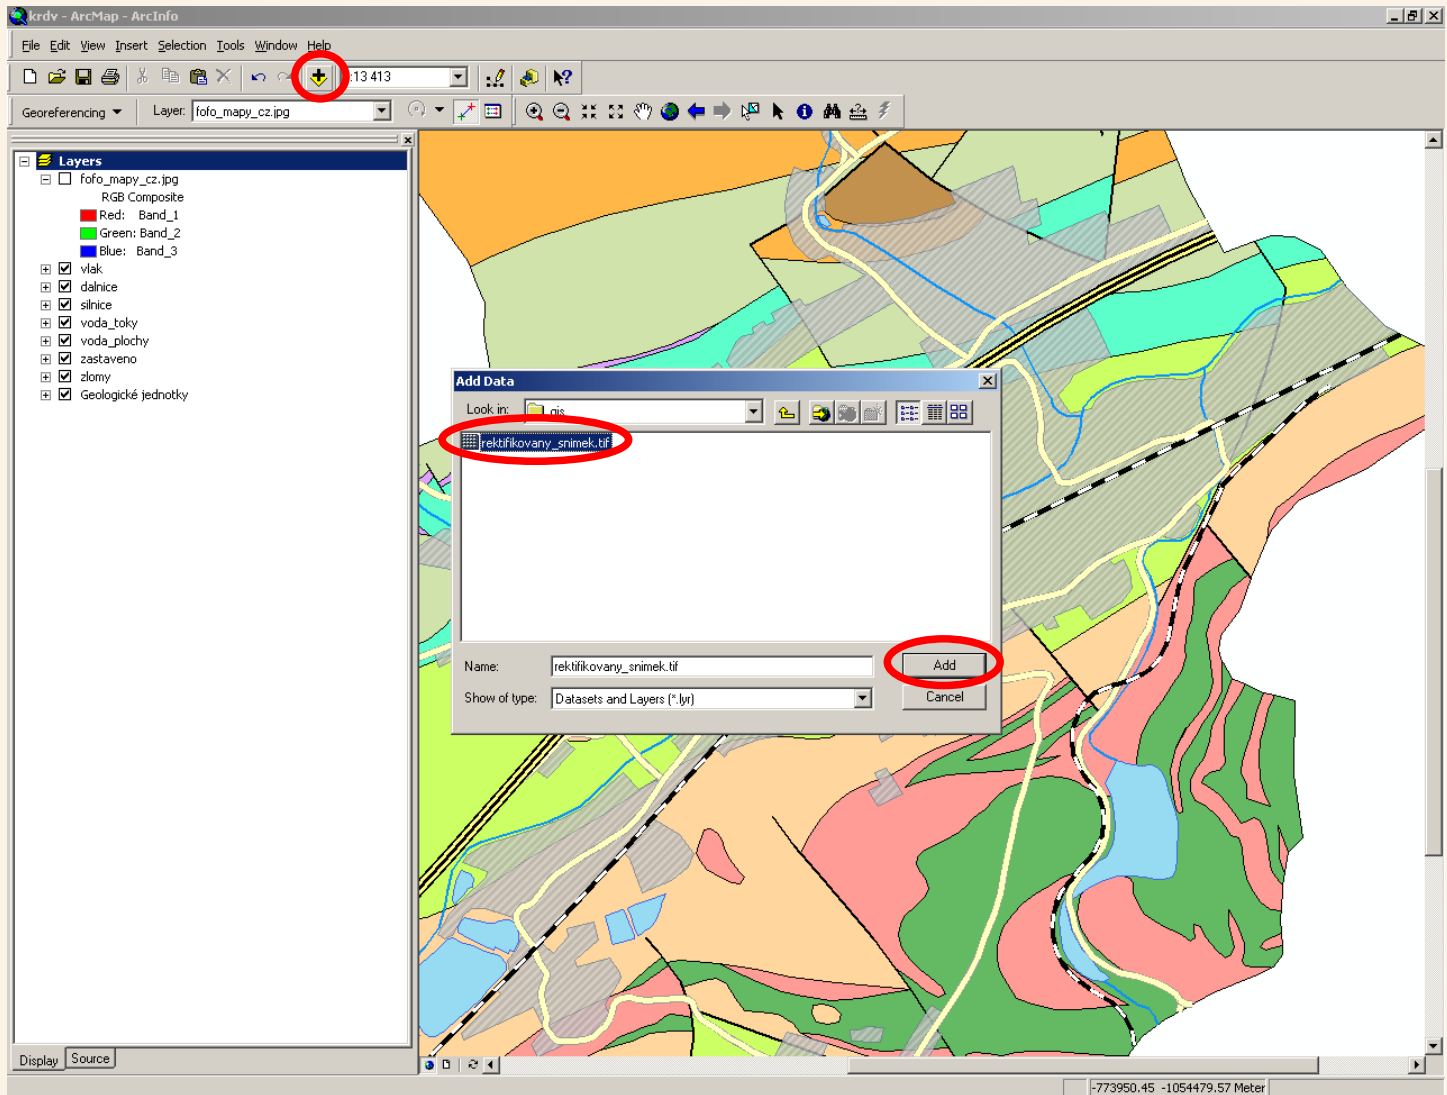 krdv - ArcMap - ArcInfo
File Edit View Insert Selection Tools Window Help
:13 413
Georeferencing Layer: fofo_mapy_cz.jpg
Layers
fofo_mapy_cz.jpg
RGB Composite
Red: Band_1
Green: Band_2
Blue: Band_3
vlak
dalnice
silnice
voda_toky
voda_plochy
zastaveno
zlomy
Geologické jednotky
Add Data
Look in: gis
rektifikovany_snimek.tif
Name: rektifikovany_snimek.tif Add
Show of type: Datasets and Layers (*.lyr) Cancel
Display Source
-773950.45 -1054479.57 Meter